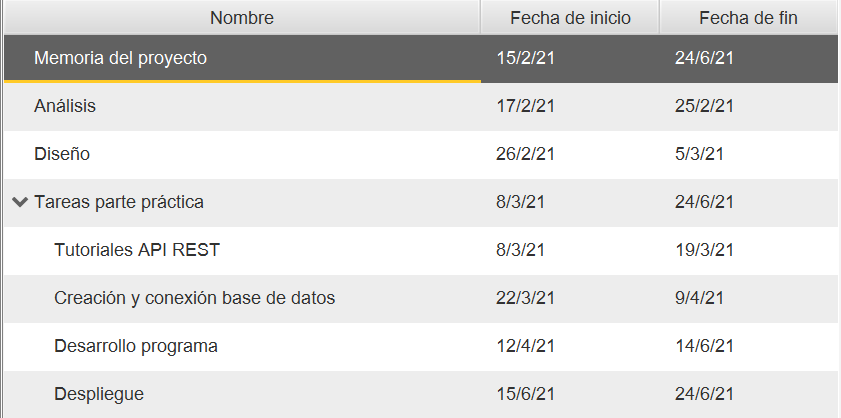 Nombre Fecha de inicio Fecha de fin
Memoria del proyecto 15/2/21 24/6/21
Análisis 17/2/21 25/2/21
Diseño 26/2/21 5/3/21
Tareas parte práctica 8/3/21 24/6/21
Tutoriales API REST 8/3/21 19/3/21
Creación y conexión base de datos 22/3/21 9/4/21
Desarrollo programa 12/4/21 14/6/21
Despliegue 15/6/21 24/6/21